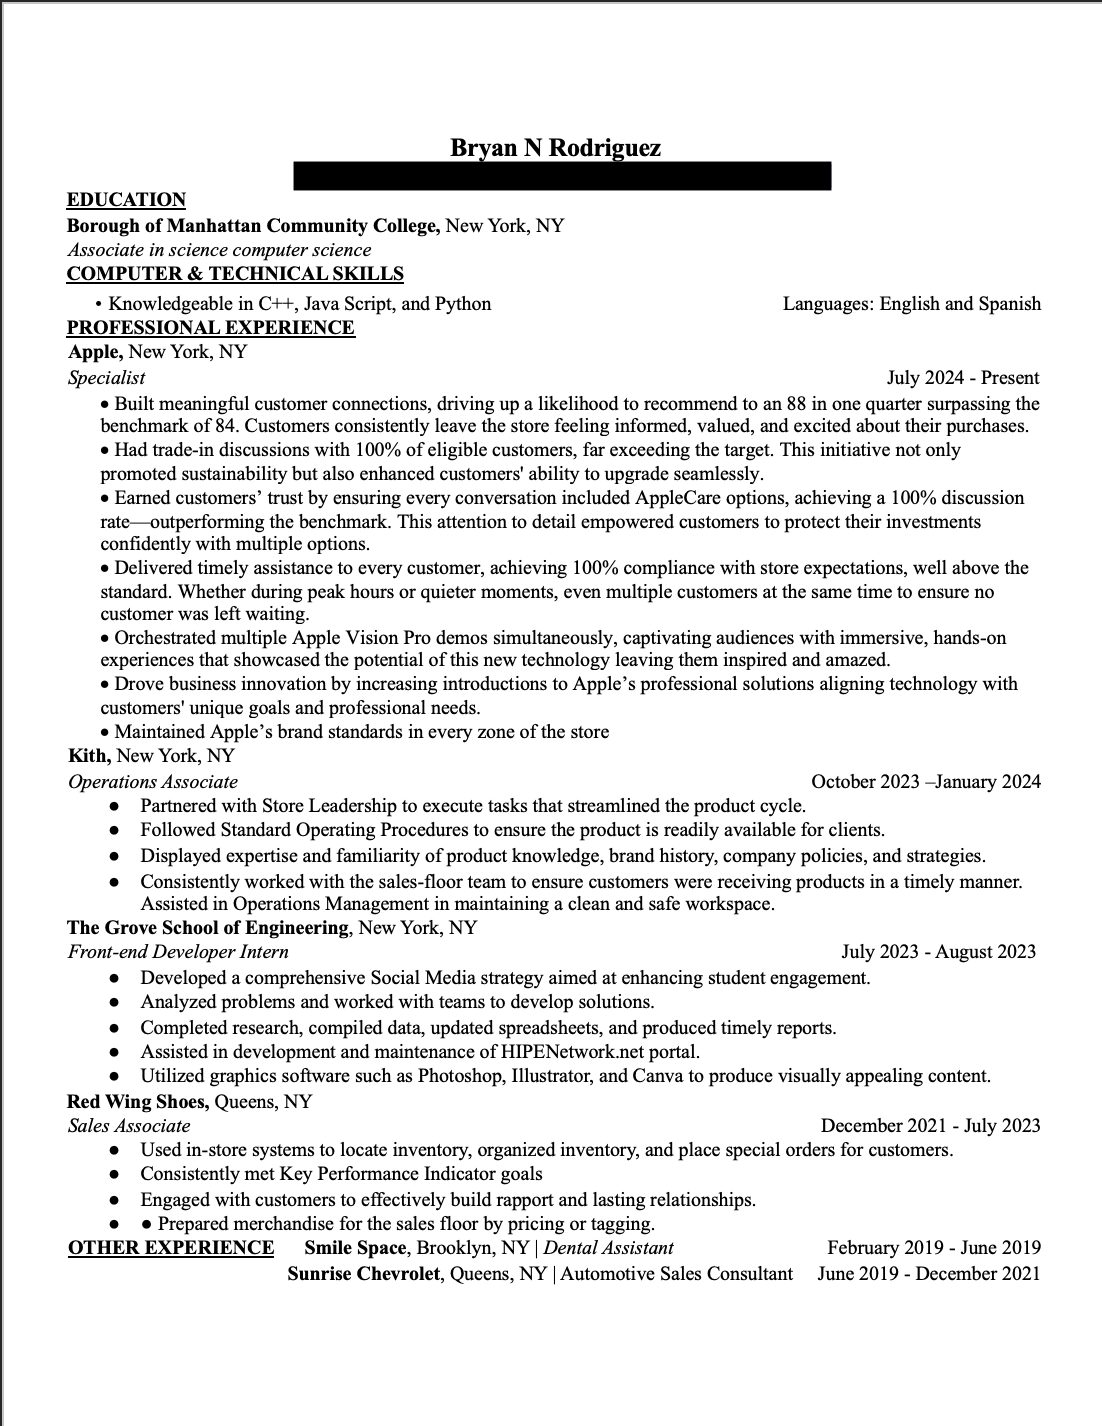 Bryan N Rodriguez
EDUCATION
Borough of Manhattan Community College, New York, NY
Associate in science computer science
COMPUTER & TECHNICAL SKILLS
• Knowledgeable in C++, Java Script, and Python Languages: English and Spanish
PROFESSIONAL EXPERIENCE
Apple, New York, NY
Specialist July 2024 - Present
● Built meaningful customer connections, driving up a likelihood to recommend to an 88 in one quarter surpassing the
benchmark of 84. Customers consistently leave the store feeling informed, valued, and excited about their purchases.
● Had trade-in discussions with 100% of eligible customers, far exceeding the target. This initiative not only
promoted sustainability but also enhanced customers' ability to upgrade seamlessly.
● Earned customers’ trust by ensuring every conversation included AppleCare options, achieving a 100% discussion
rate—outperforming the benchmark. This attention to detail empowered customers to protect their investments
confidently with multiple options.
● Delivered timely assistance to every customer, achieving 100% compliance with store expectations, well above the
standard. Whether during peak hours or quieter moments, even multiple customers at the same time to ensure no
customer was left waiting.
● Orchestrated multiple Apple Vision Pro demos simultaneously, captivating audiences with immersive, hands-on
experiences that showcased the potential of this new technology leaving them inspired and amazed.
● Drove business innovation by increasing introductions to Apple’s professional solutions aligning technology with
customers' unique goals and professional needs.
● Maintained Apple’s brand standards in every zone of the store
Kith, New York, NY
Operations Associate October 2023 –January 2024
● Partnered with Store Leadership to execute tasks that streamlined the product cycle.
● Followed Standard Operating Procedures to ensure the product is readily available for clients.
● Displayed expertise and familiarity of product knowledge, brand history, company policies, and strategies.
● Consistently worked with the sales-floor team to ensure customers were receiving products in a timely manner.
Assisted in Operations Management in maintaining a clean and safe workspace.
The Grove School of Engineering, New York, NY
Front-end Developer Intern July 2023 - August 2023
● Developed a comprehensive Social Media strategy aimed at enhancing student engagement.
● Analyzed problems and worked with teams to develop solutions.
● Completed research, compiled data, updated spreadsheets, and produced timely reports.
● Assisted in development and maintenance of HIPENetwork.net portal.
● Utilized graphics software such as Photoshop, Illustrator, and Canva to produce visually appealing content.
Red Wing Shoes, Queens, NY
Sales Associate December 2021 - July 2023
● Used in-store systems to locate inventory, organized inventory, and place special orders for customers.
● Consistently met Key Performance Indicator goals
● Engaged with customers to effectively build rapport and lasting relationships.
● ● Prepared merchandise for the sales floor by pricing or tagging.
OTHER EXPERIENCE Smile Space, Brooklyn, NY | Dental Assistant February 2019 - June 2019
Sunrise Chevrolet, Queens, NY | Automotive Sales Consultant June 2019 - December 2021